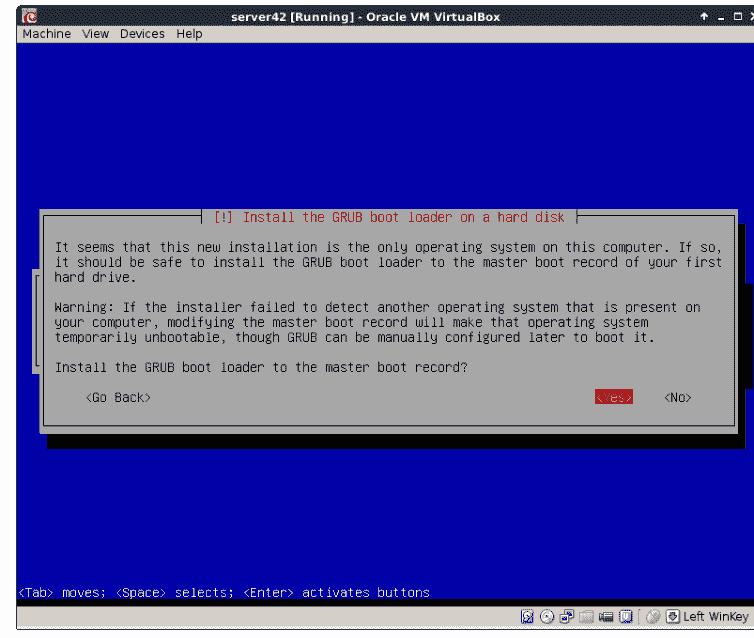 server42 [Running] - Oracle VM VirtualBox
Machine View Devices Help
[!] Install the GRUB boot loader on a hard disk
It seems that this new installation is the only operating system on this computer. If so,
it should be safe to install the GRUB boot loader to the master boot record of your first
hard drive.
Warning: If the installer failed to detect another operating system that is present on
your computer, modifying the master boot record will make that operating system
temporarily unbootable, though GRUB can be manually configured later to boot it.
Install the GRUB boot loader to the master boot record?
<Go Back> <Yes> <No>
<Tab> moves; <Space> selects; <Enter> activates buttons
Left WinKey